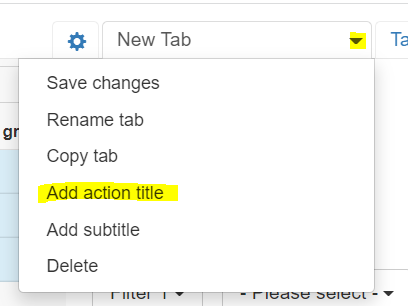 New Tab
Ta
Save changes
Rename tab
gr
Copy tab
Add action title
Add subtitle
Delete
Filter 1
- Please select -